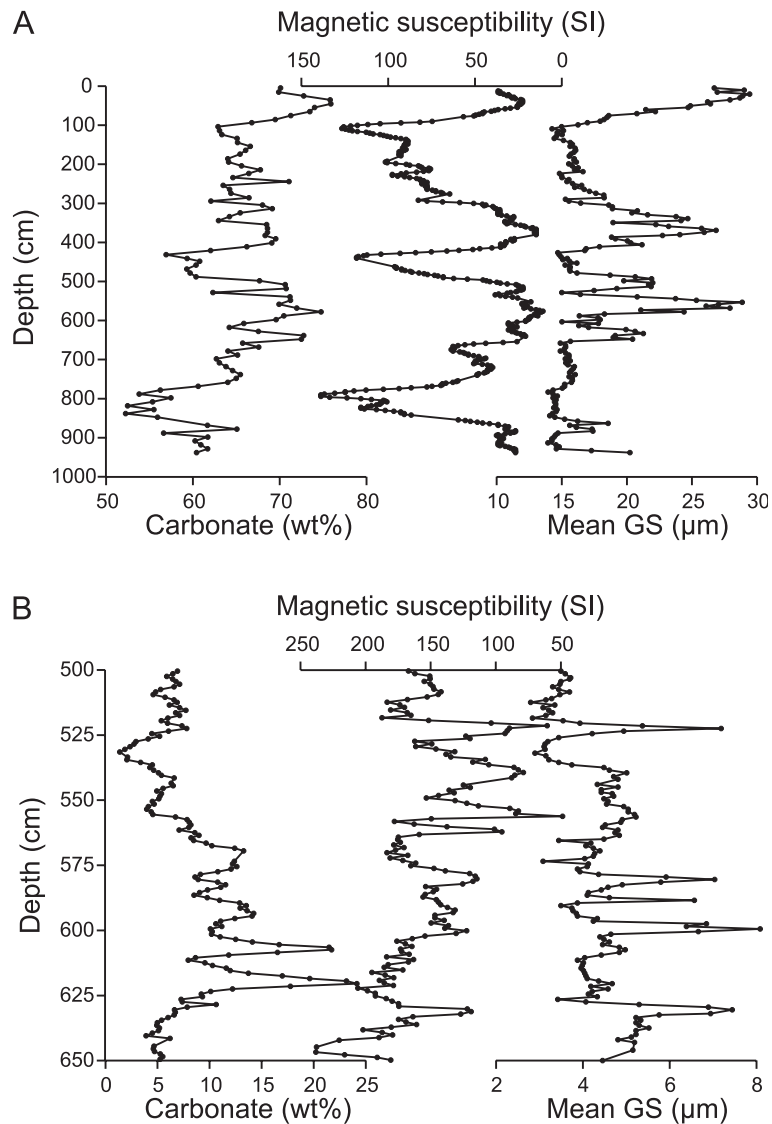 A
Magnetic susceptibility (SI)
150 100 50 0
0
100
200
300
400
500
600
700
800
900
1000
Depth (cm)
50 60 70 80 10 15 20 25 30
Carbonate (wt%) Mean GS (µm)
B
Magnetic susceptibility (SI)
250 200 150 100 50
500
525
550
575
600
625
650
Depth (cm)
0 5 10 15 20 25 2 4 6 8
Carbonate (wt%) Mean GS (µm)